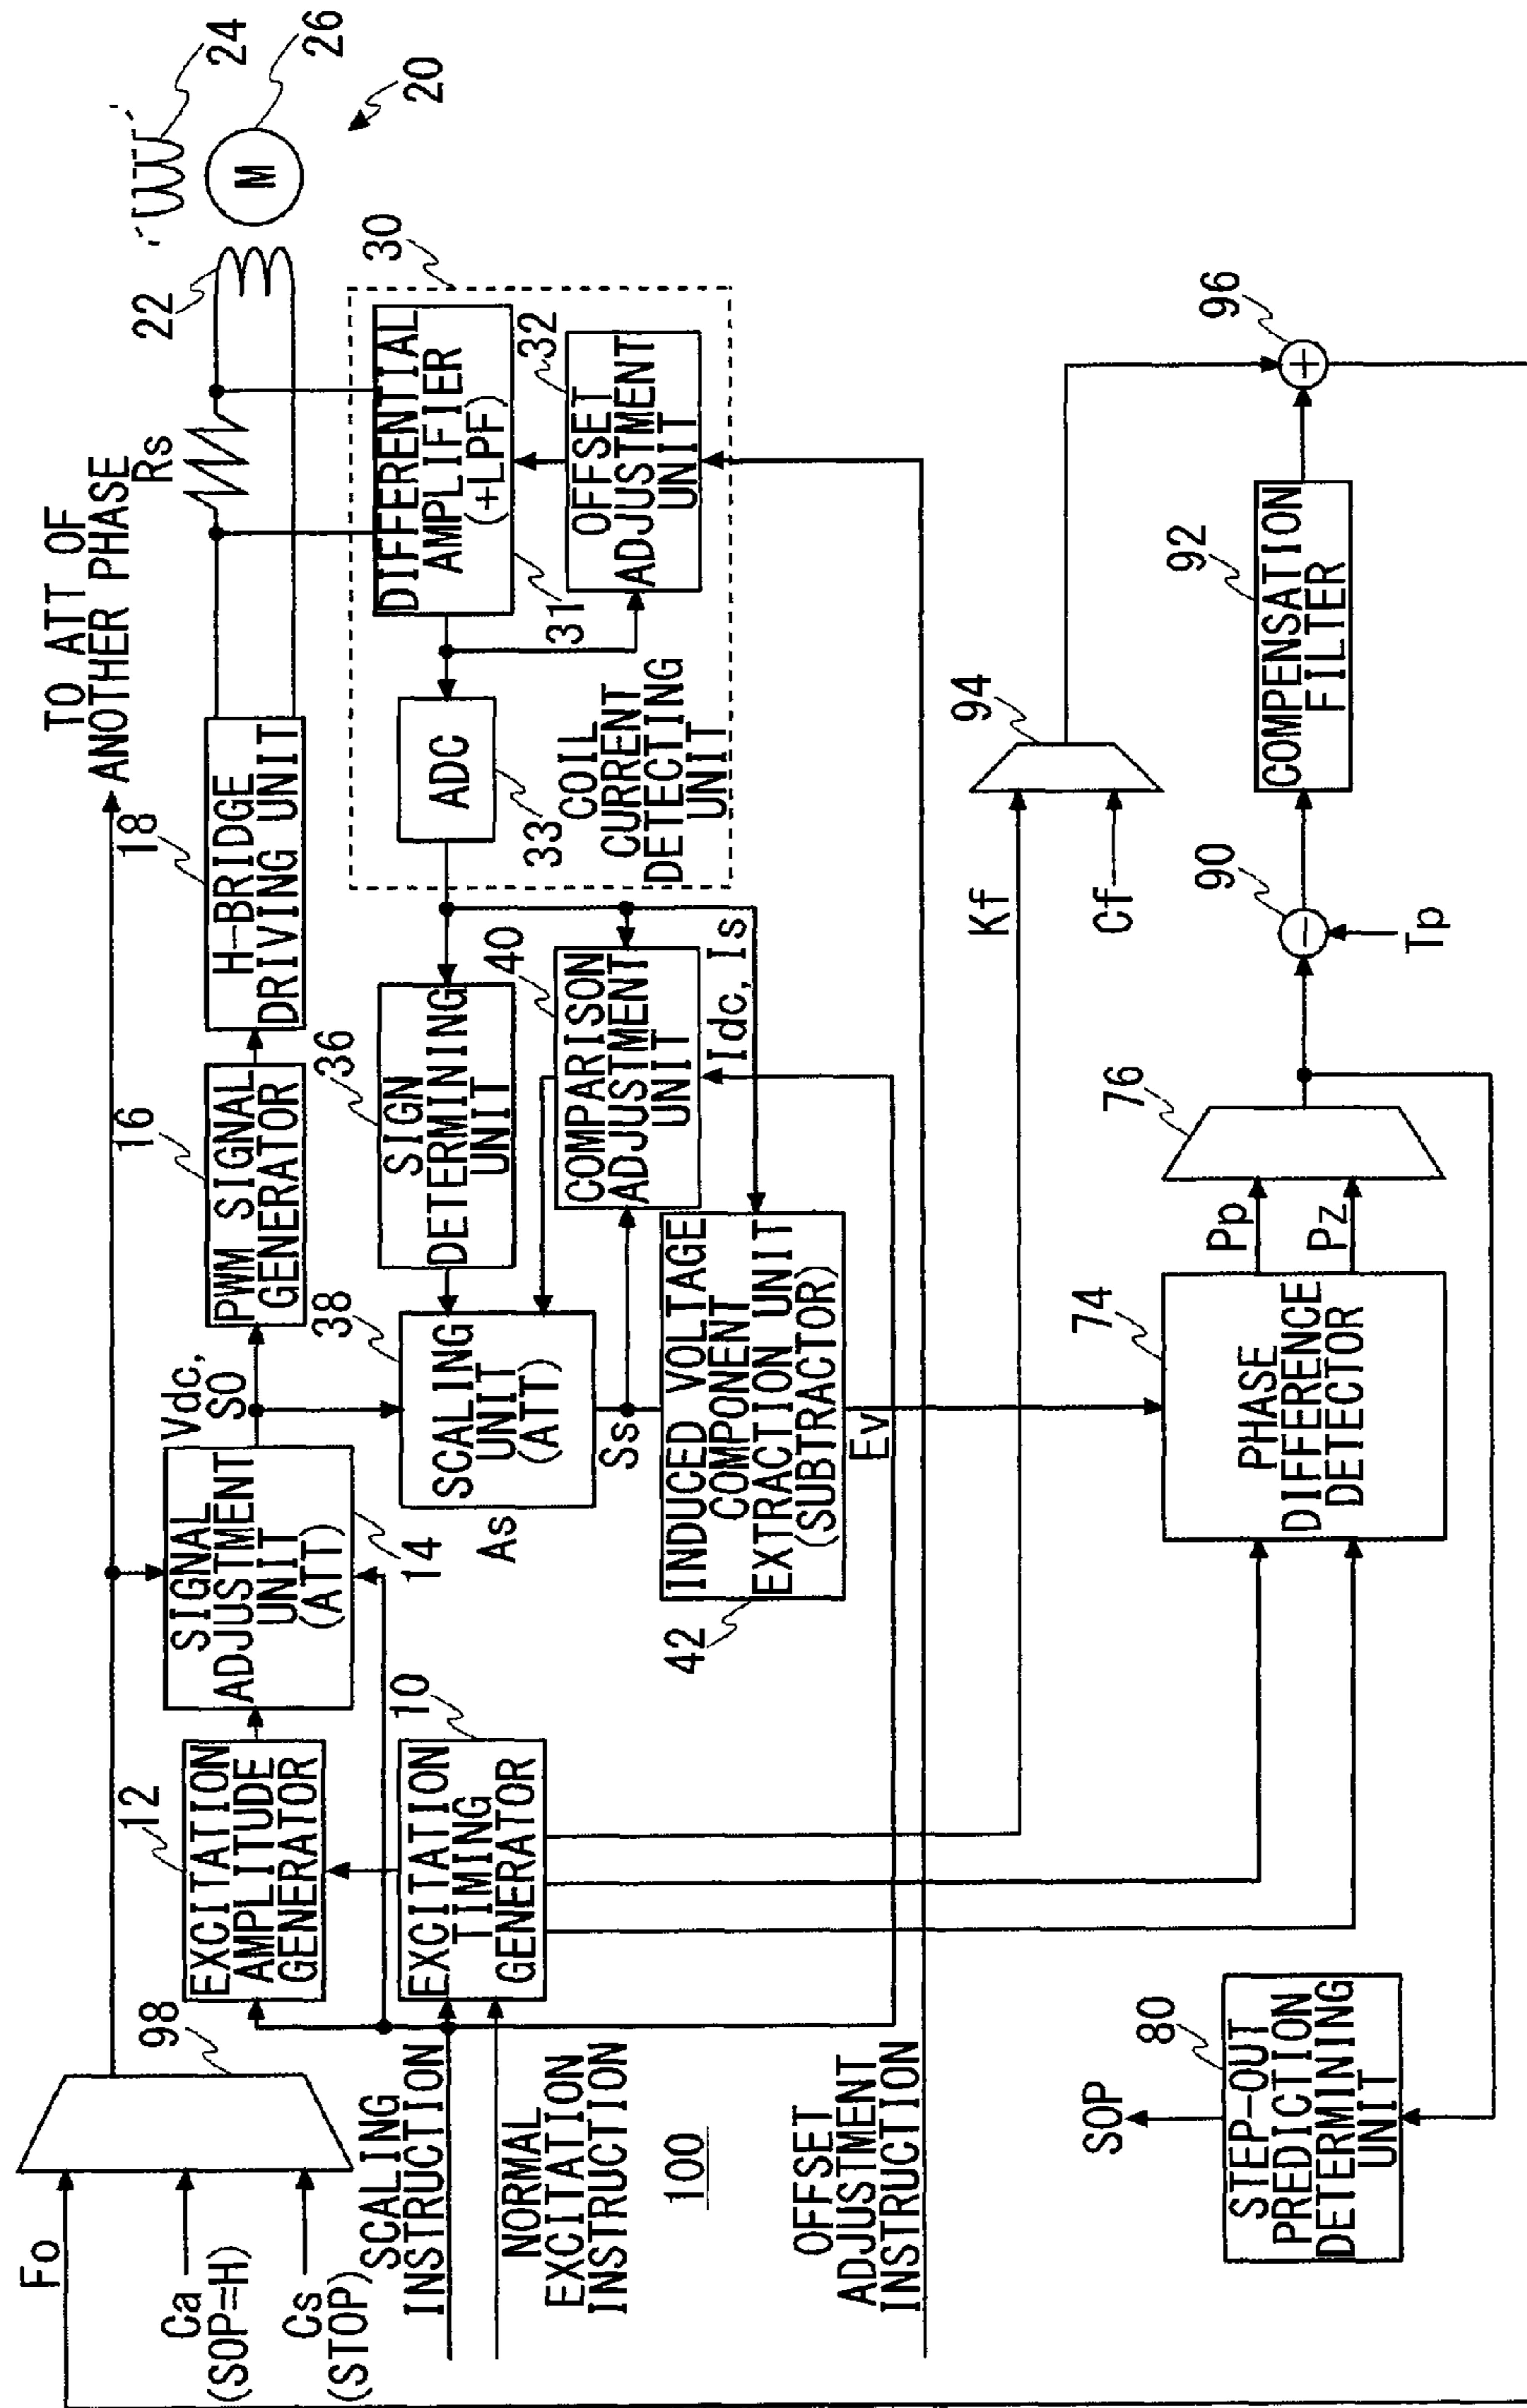 TO ATT OF
ANOTHER PHASE
Fo
Ca
(SOP=H)
Cs
(STOP)
98
12
EXCITATION
AMPLITUDE
GENERATOR
SIGNAL
ADJUSTMENT
UNIT
(ATT)
14
Vdc,
SO
16
PWM SIGNAL
GENERATOR
18
H-BRIDGE
DRIVING UNIT
Rs
22
24
M
26
20
SCALING
INSTRUCTION
NORMAL
EXCITATION
INSTRUCTION
10
EXCITATION
TIMING
GENERATOR
38
SCALING
UNIT
(ATT)
As
Ss
36
SIGN
DETERMINING
UNIT
40
COMPARISON
ADJUSTMENT
UNIT
Idc, Is
30
DIFFERENTIAL
AMPLIFIER
(+LPF)
31
32
OFFSET
ADJUSTMENT
UNIT
ADC
33
COIL
CURRENT
DETECTING
UNIT
42
INDUCED VOLTAGE
COMPONENT
EXTRACTION UNIT
(SUBTRACTOR)
Ev
100
OFFSET
ADJUSTMENT
INSTRUCTION
Kf
Cf
94
96
SOP
80
STEP-OUT
PREDICTION
DETERMINING
UNIT
74
PHASE
DIFFERENCE
DETECTOR
Pp
Pz
76
90
Tp
92
COMPENSATION
FILTER